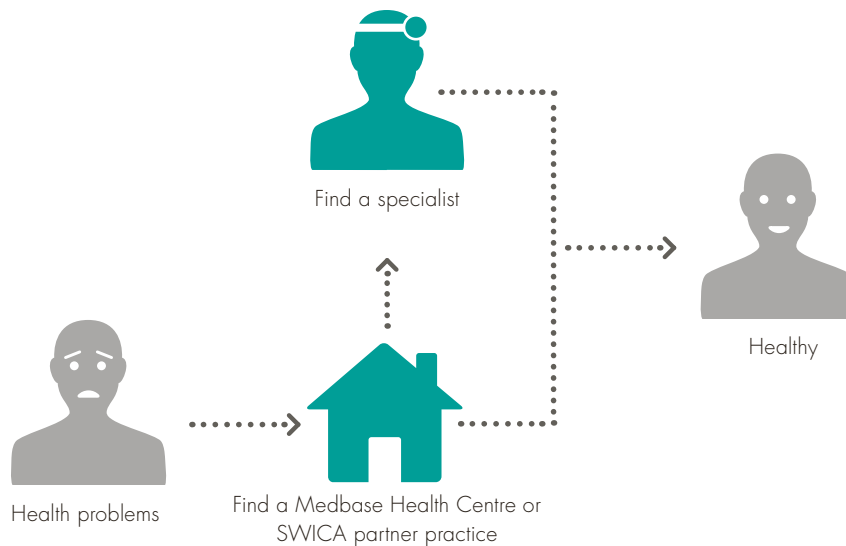 Find a specialist
Healthy
Health problems
Find a Medbase Health Centre or
SWICA partner practice